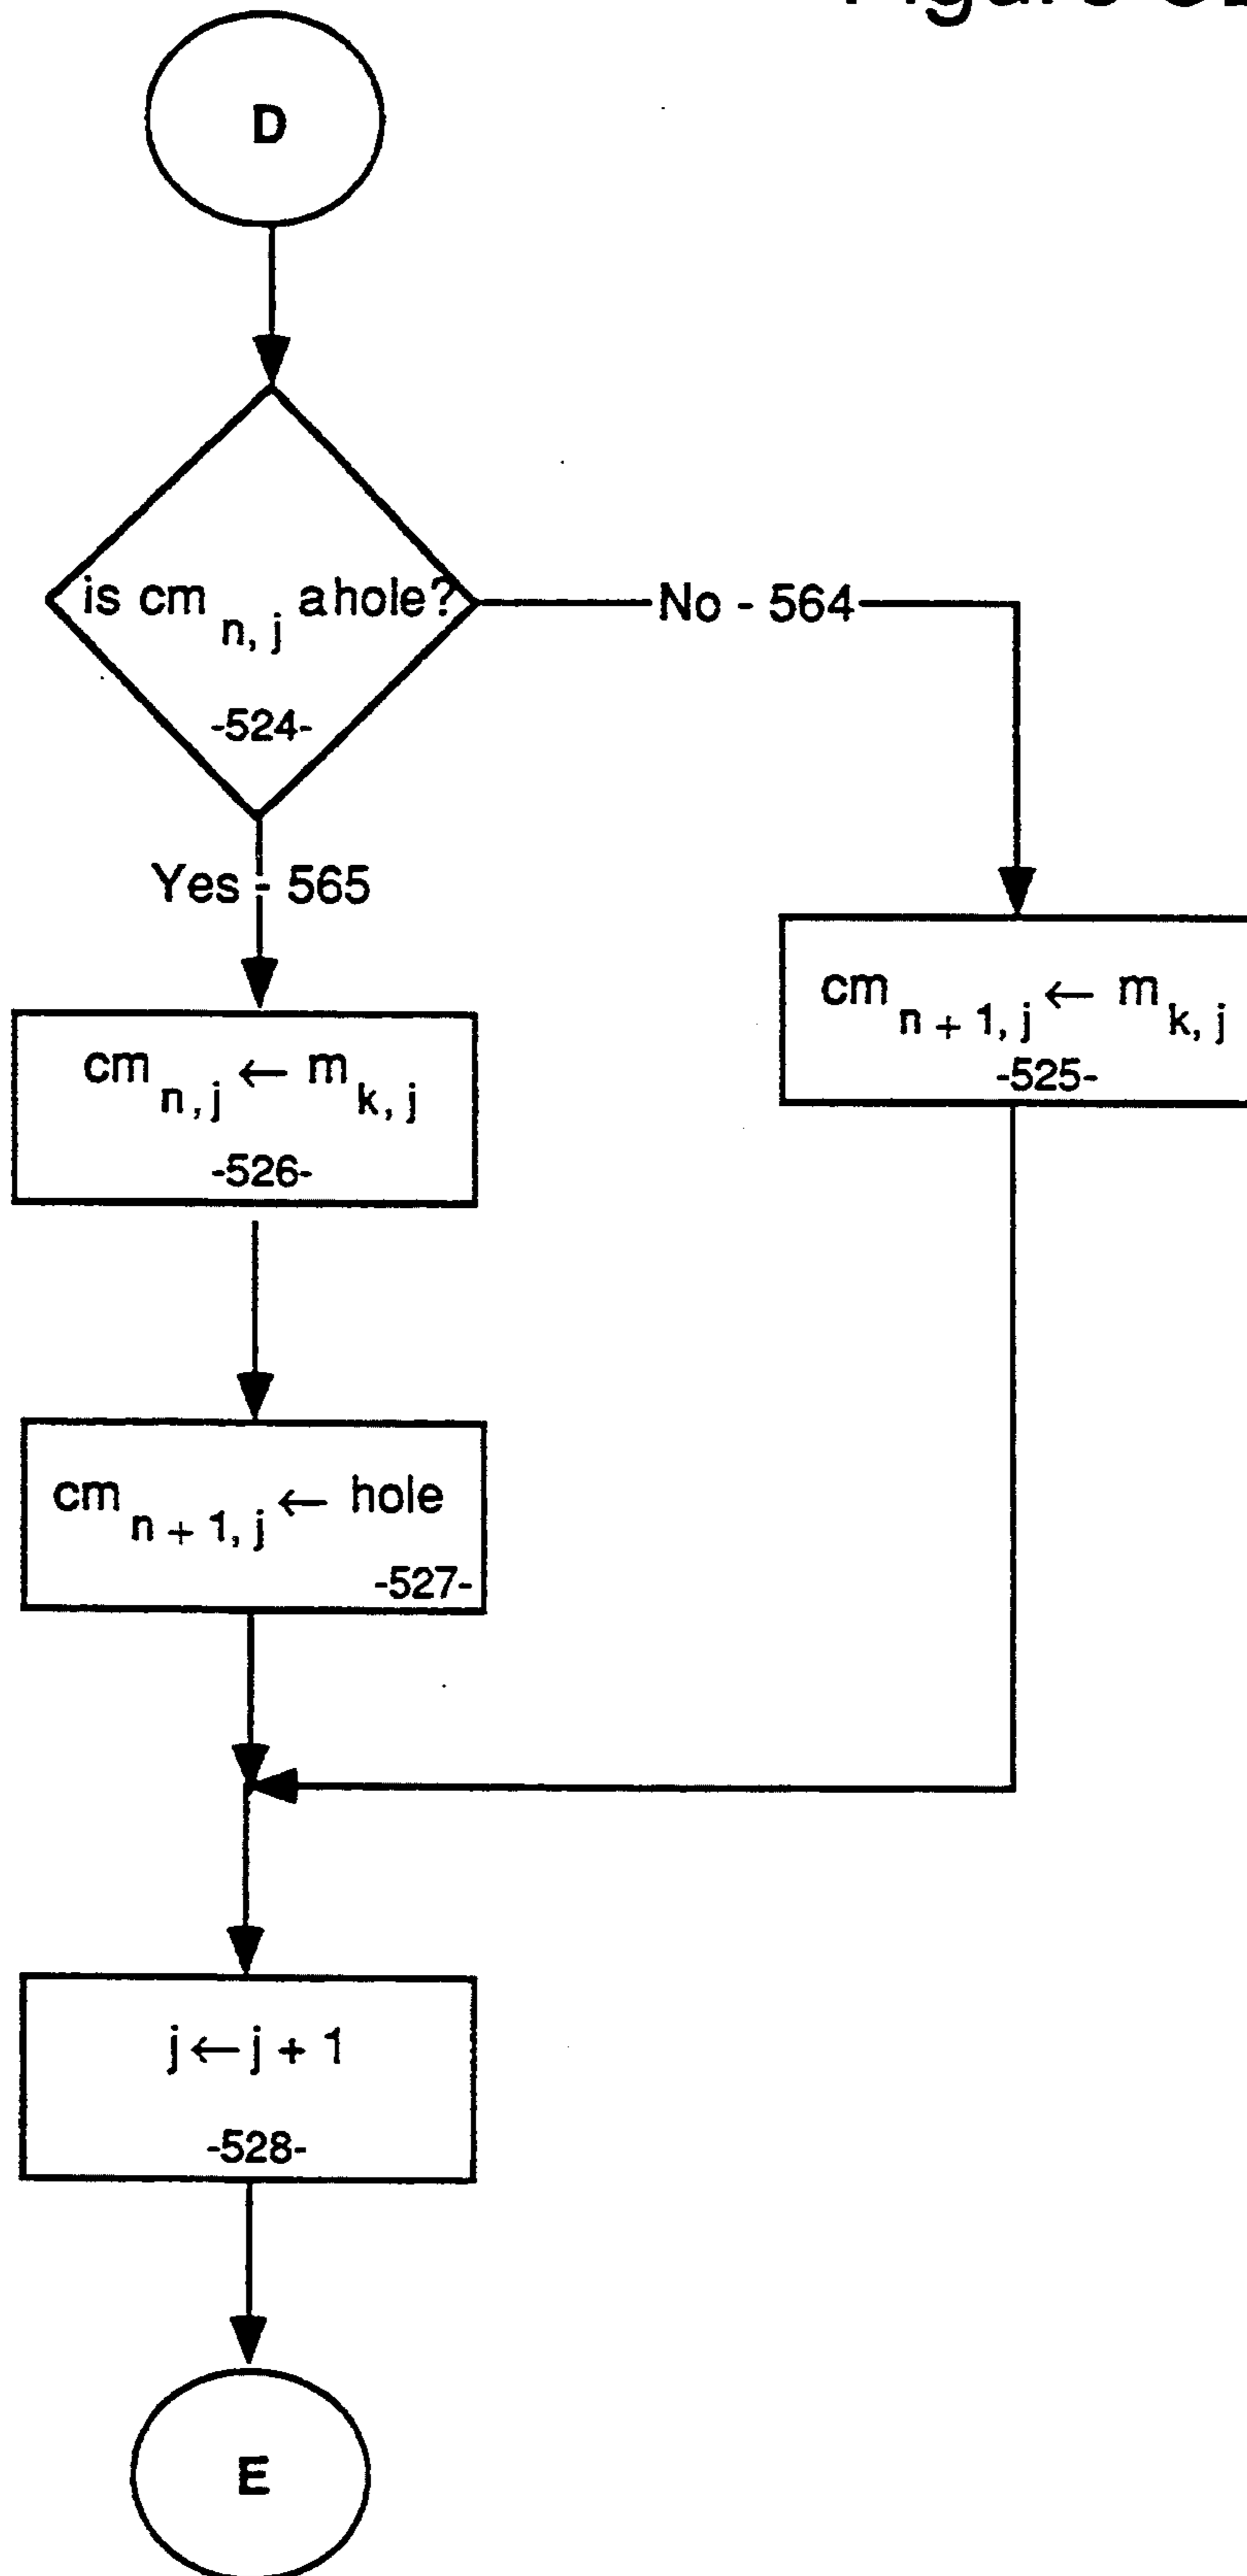 Figure
D
is cm n, j a hole?
-524-
No - 564
Yes - 565
cm n + 1, j ← m k, j
-525-
cm n, j ← m k, j
-526-
cm n + 1, j ← hole
-527-
j ← j + 1
-528-
E